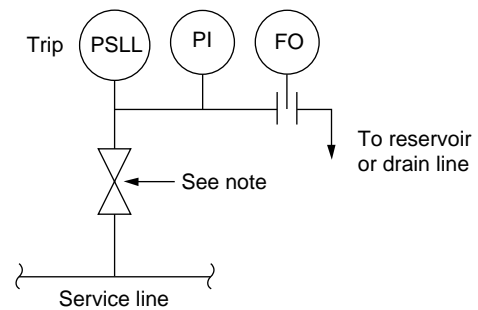 Trip
PSLL
PI
FO
To reservoir
or drain line
See note
Service line